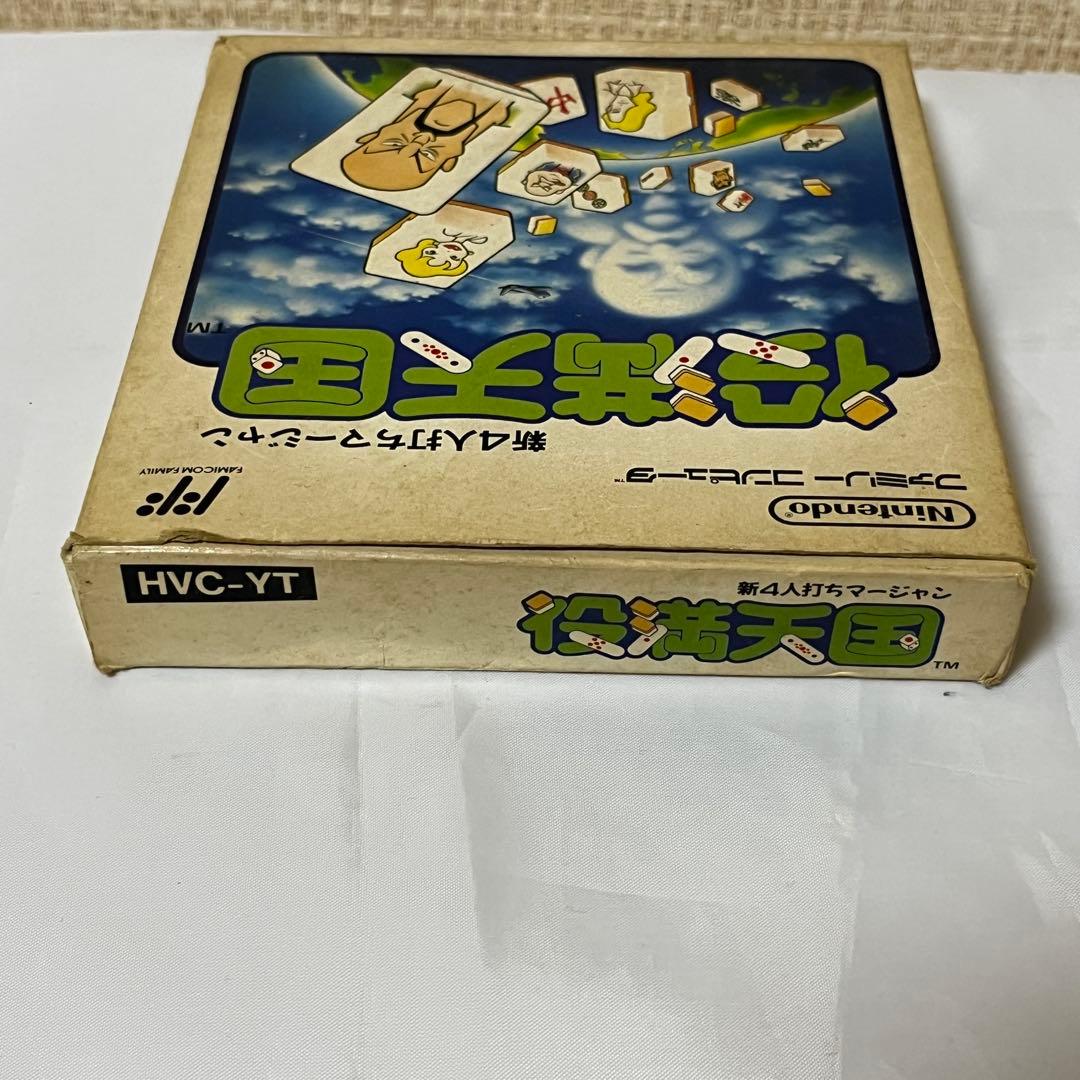 Nintendo®
ファミリー コンピュータ™
FAMICOM FAMILY
新4人打ちマージャン
役満天国
TM
HVC-YT
新4人打ちマージャン
役満天国
TM